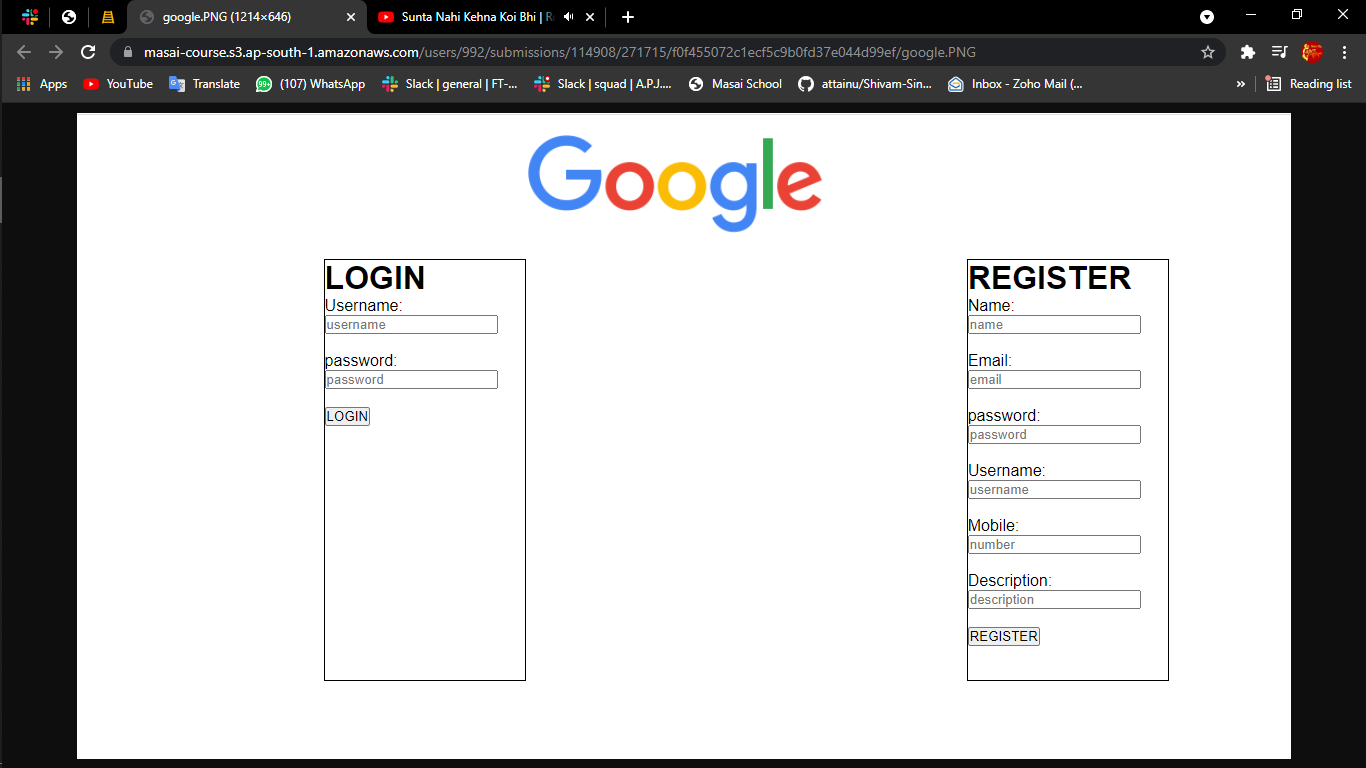 google.PNG (1214×646)
Sunta Nahi Kehna Koi Bhi |
masai-course.s3.ap-south-1.amazonaws.com/users/992/submissions/114908/271715/f0f455072c1ecf5c9b0fd37e044d99ef/google.PNG
Apps
YouTube
Translate
99+
(107) WhatsApp
Slack | general | FT-...
Slack | squad | A.P.J....
Masai School
attainu/Shivam-Sin...
Inbox - Zoho Mail (...
»
Reading list
Google
LOGIN
Username:
username
password:
password
LOGIN
REGISTER
Name:
name
Email:
email
password:
password
Username:
username
Mobile:
number
Description:
description
REGISTER